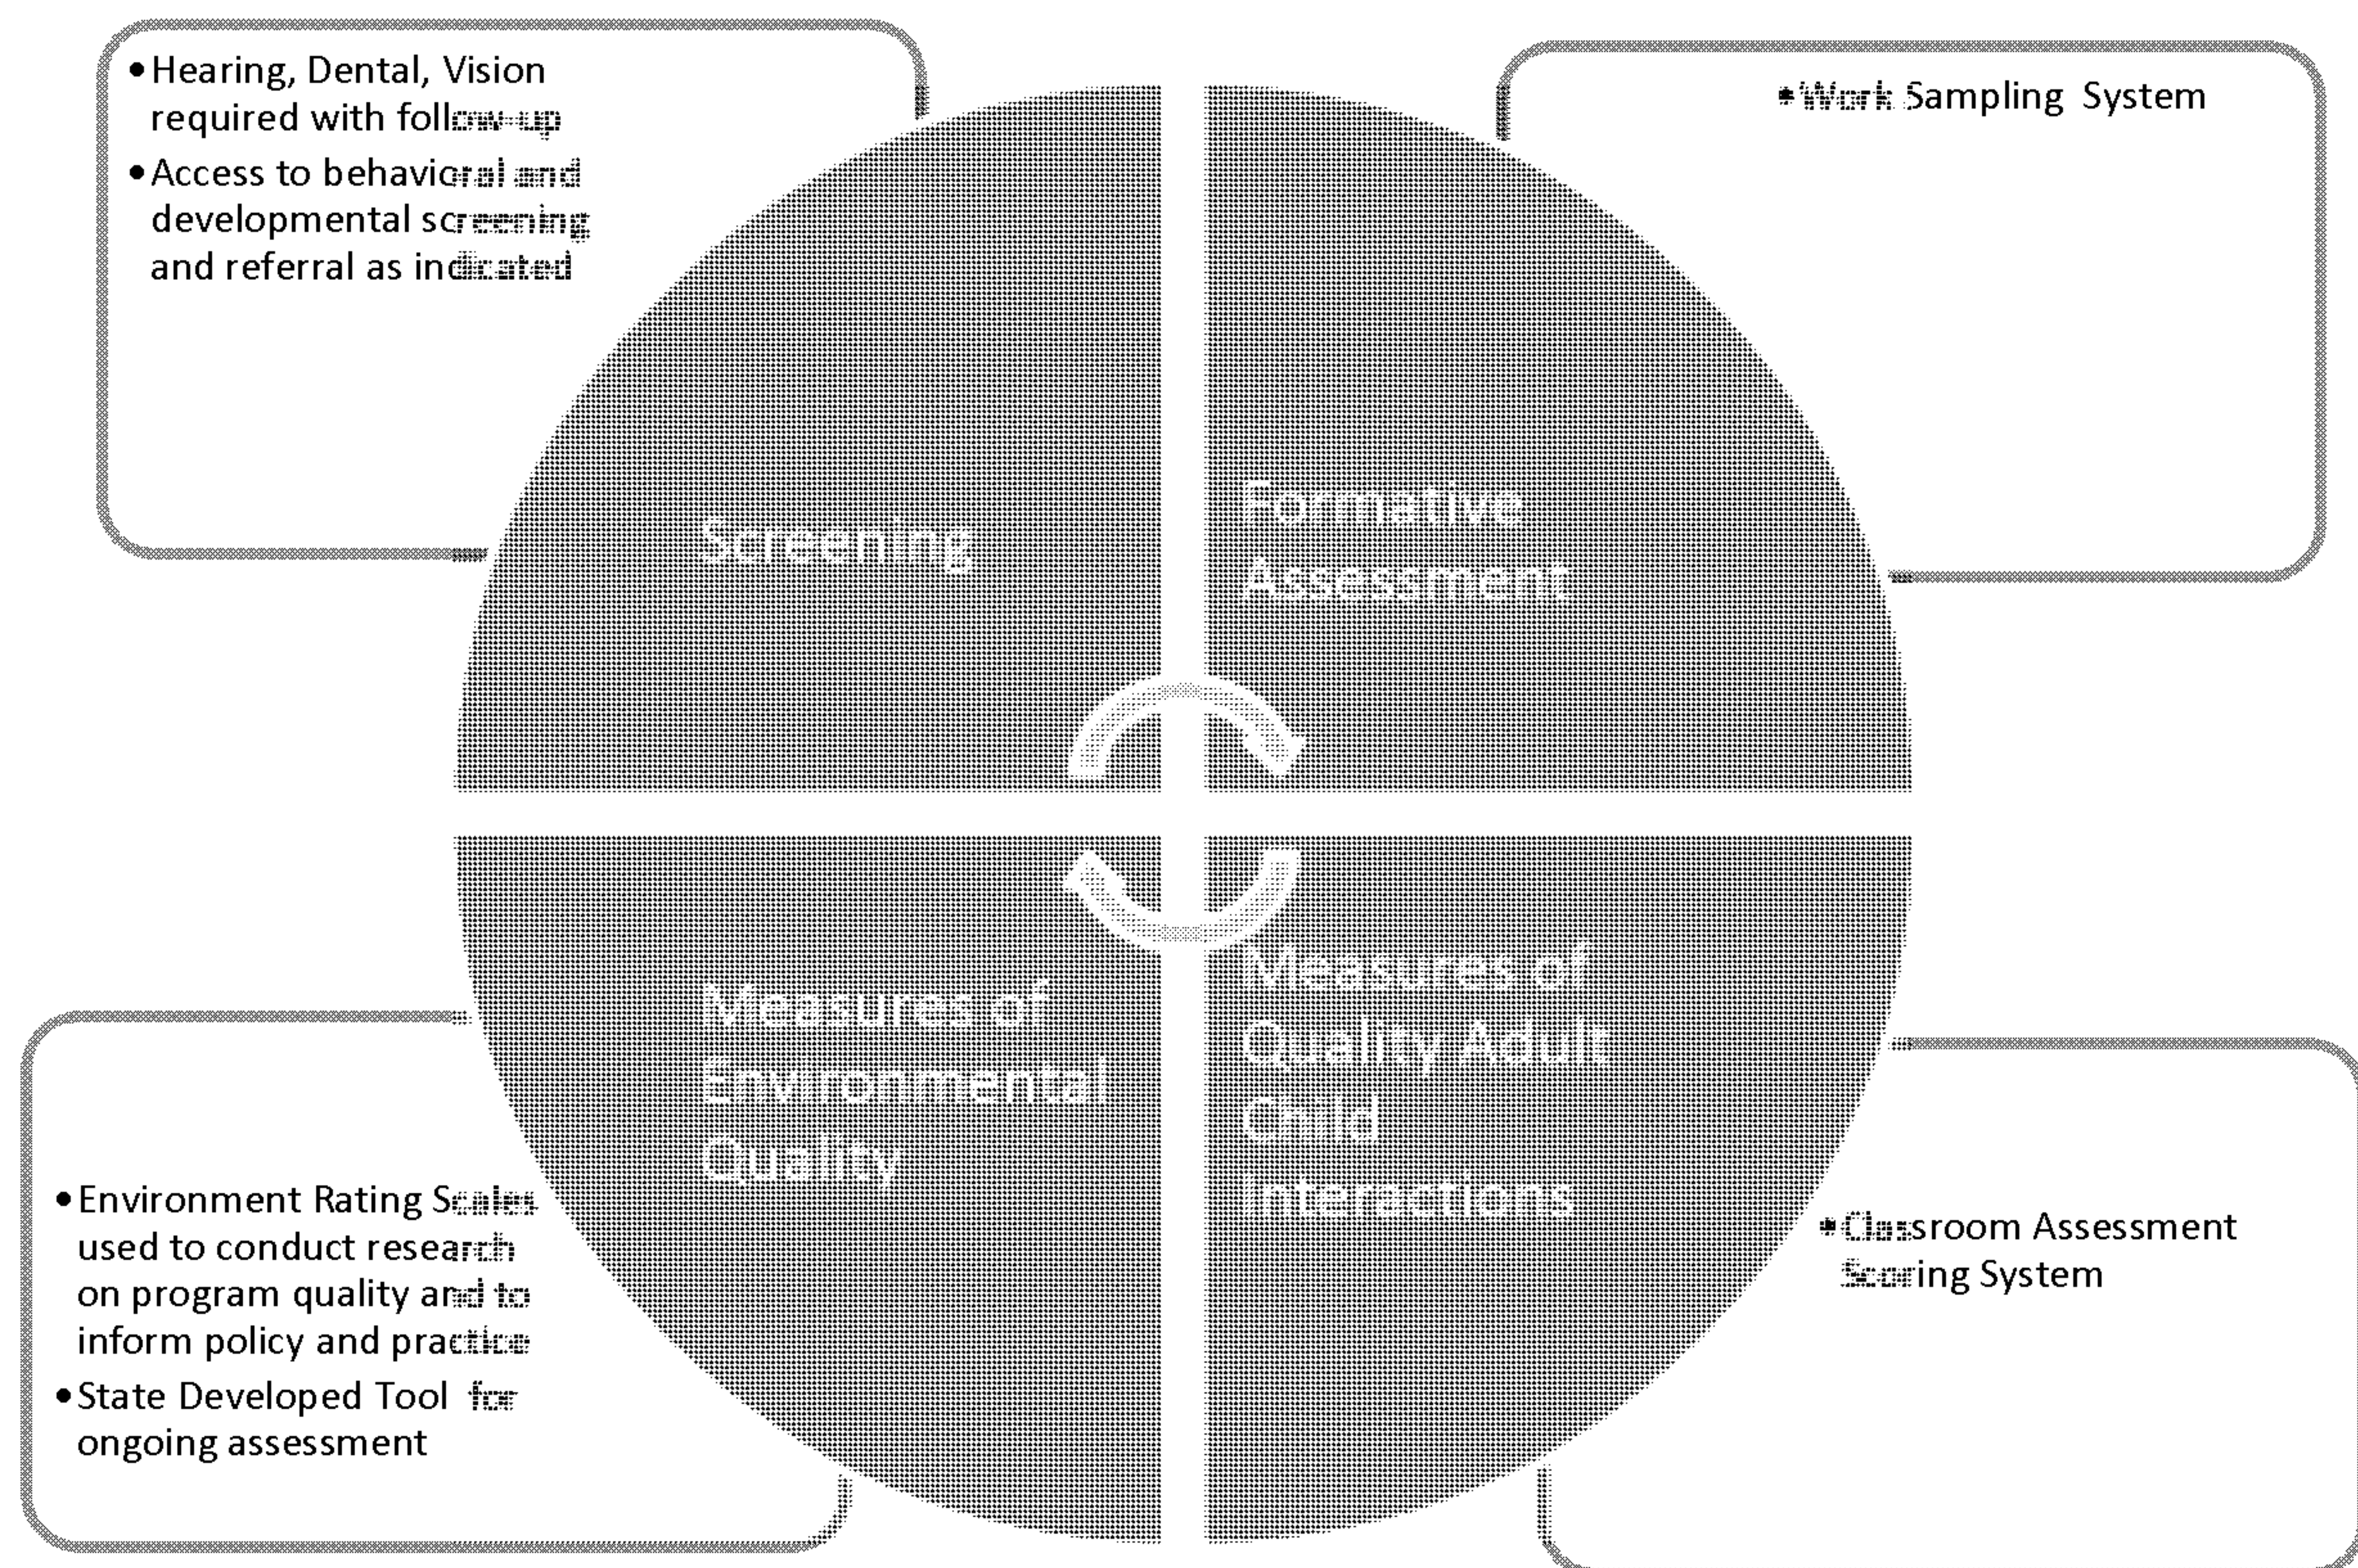 •Hearing, Dental, Vision
required with follow-up
•Access to behavioral and
developmental screening
and referral as indicated
•Work Sampling System
Screening
Formative
Assessment
Measures of
Environmental
Quality
Measures of
Quality Adult
Child
Interactions
•Environment Rating Scales
used to conduct research
on program quality and to
inform policy and practice
•State Developed Tool for
ongoing assessment
•Classroom Assessment
Scoring System